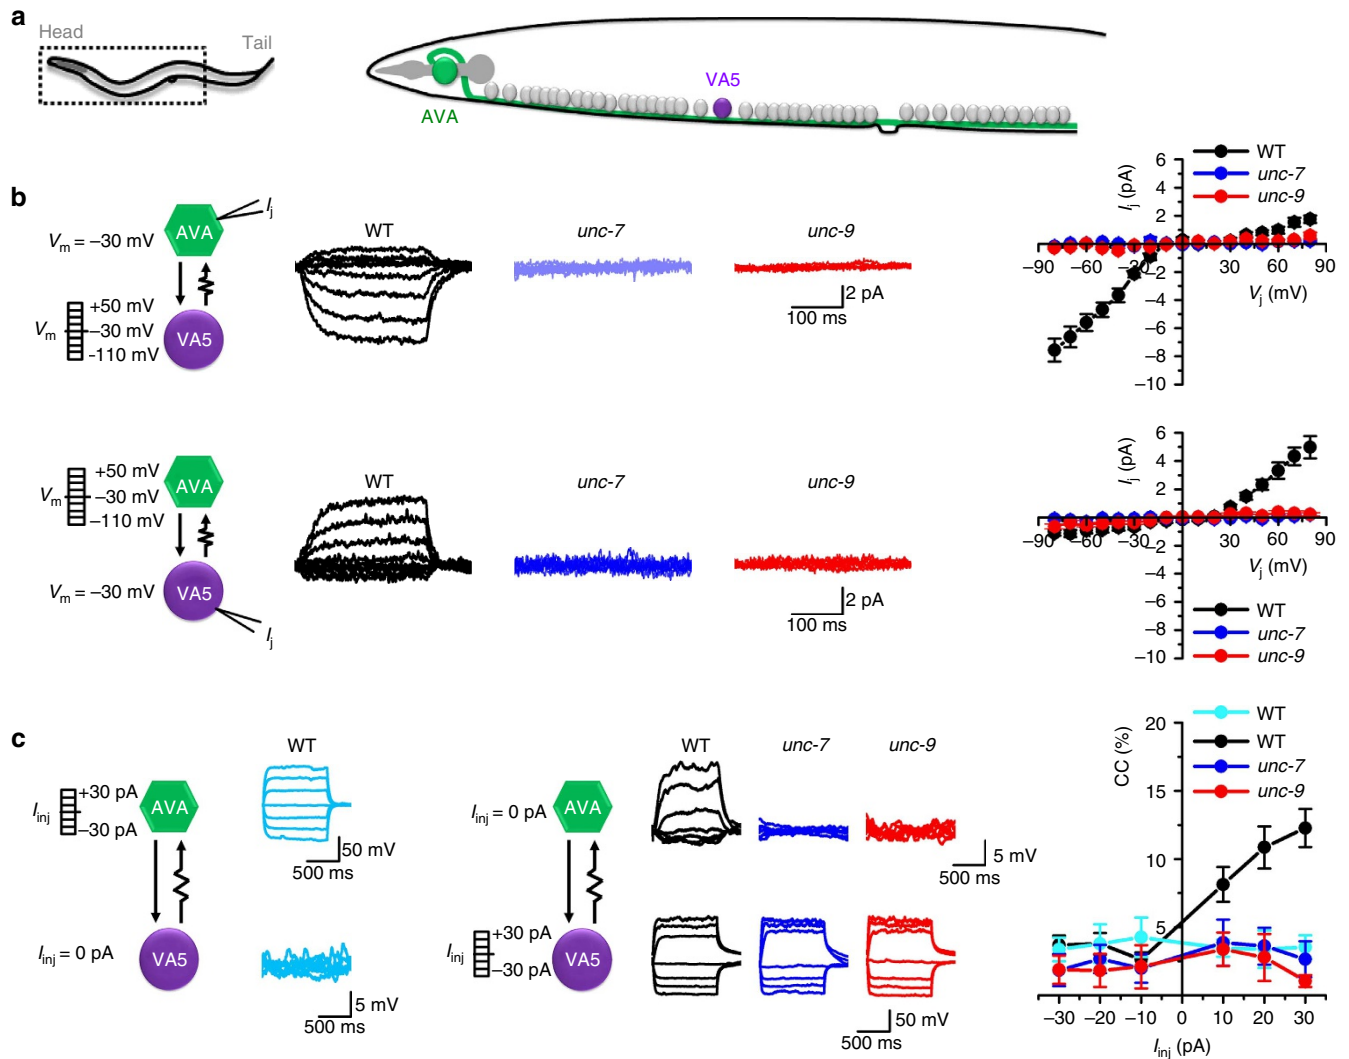 a
Head
Tail
AVA
VA5
b
Vm = –30 mV
AVA
Ij
Vm
+50 mV
–30 mV
-110 mV
VA5
WT
unc-7
unc-9
2 pA
100 ms
WT
unc-7
unc-9
Ij (pA)
6
4
2
–2
–4
–6
–8
–10
–90
–60
–30
30
60
90
Vj (mV)
Vm
+50 mV
–30 mV
–110 mV
AVA
Vm = –30 mV
VA5
Ij
WT
unc-7
unc-9
2 pA
100 ms
Ij (pA)
6
4
2
–2
–4
–6
–8
–10
–90
–60
–30
30
60
90
Vj (mV)
WT
unc-7
unc-9
c
Iinj
+30 pA
–30 pA
AVA
Iinj = 0 pA
VA5
WT
50 mV
500 ms
5 mV
500 ms
Iinj = 0 pA
AVA
Iinj
+30 pA
–30 pA
VA5
WT
unc-7
unc-9
5 mV
500 ms
50 mV
500 ms
WT
WT
unc-7
unc-9
CC (%)
20
15
10
5
–30
–20
–10
0
10
20
30
Iinj (pA)